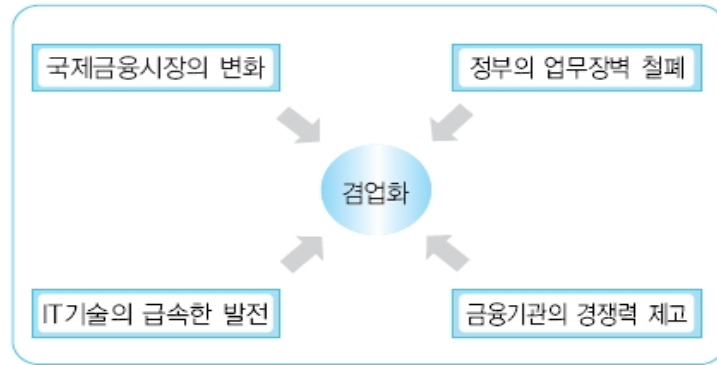 국제금융시장의 변화
정부의 업무장벽 철폐
겸업화
IT기술의 급속한 발전
금융기관의 경쟁력 제고